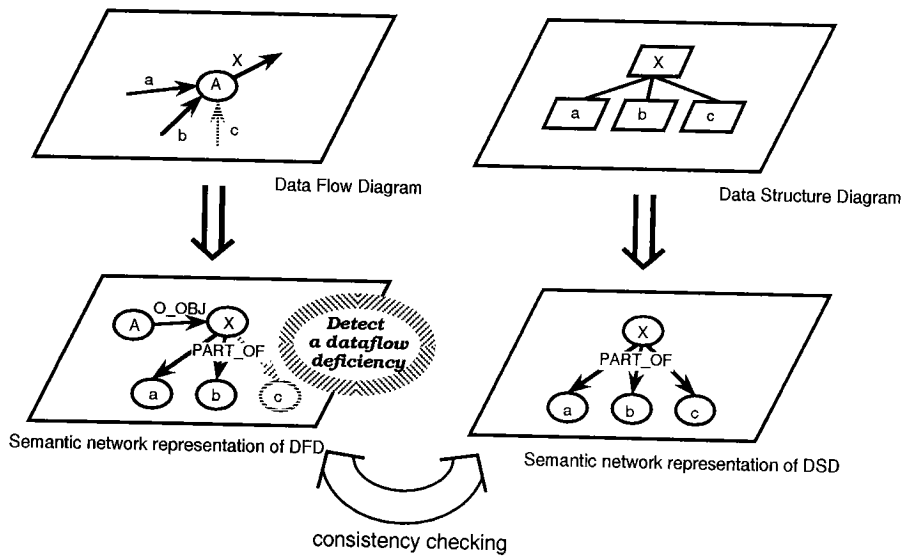 X
a
A
b
c
Data Flow Diagram
X
a
b
c
Data Structure Diagram
O_OBJ
A
X
PART_OF
a
b
c
Detect
a dataflow
deficiency
Semantic network representation of DFD
X
PART_OF
a
b
c
Semantic network representation of DSD
consistency checking